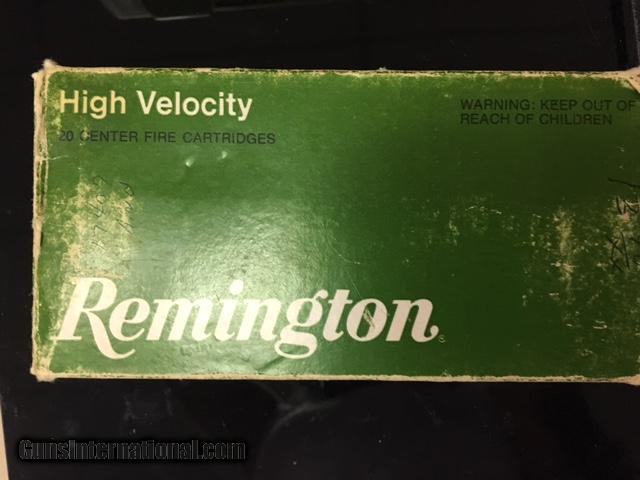 High Velocity
20 CENTER FIRE CARTRIDGES
WARNING: KEEP OUT OF
REACH OF CHILDREN
Remington
GunsInternational.com